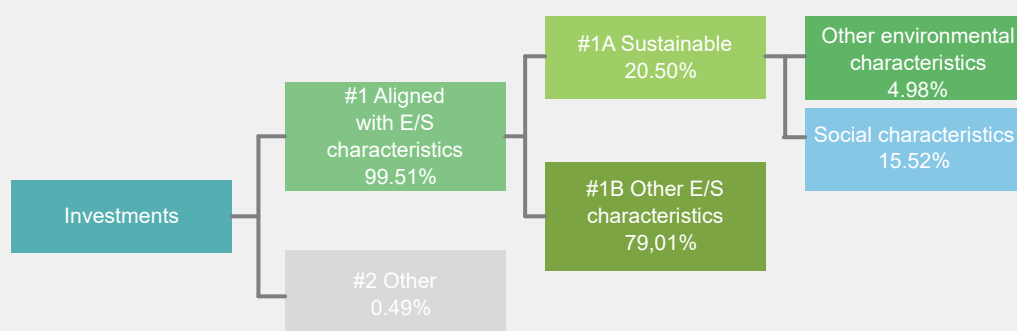 Investments
#1 Aligned
with E/S
characteristics
99.51%
#2 Other
0.49%
#1A Sustainable
20.50%
#1B Other E/S
characteristics
79,01%
Other environmental
characteristics
4.98%
Social characteristics
15.52%